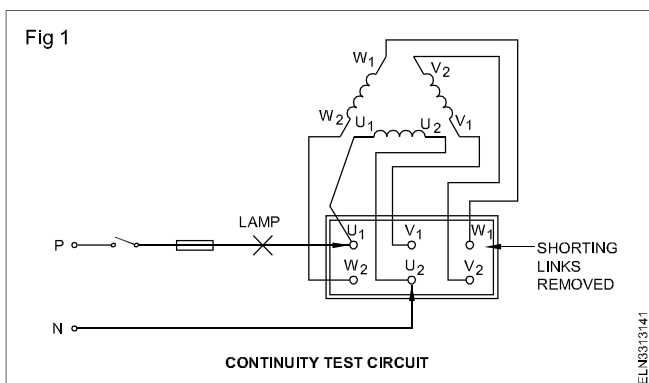 Fig 1
W1
V2
W2
U1
U2
V1
LAMP
P
U1
V1
W1
SHORTING
LINKS
REMOVED
W2
U2
V2
N
CONTINUITY TEST CIRCUIT
ELN3313141